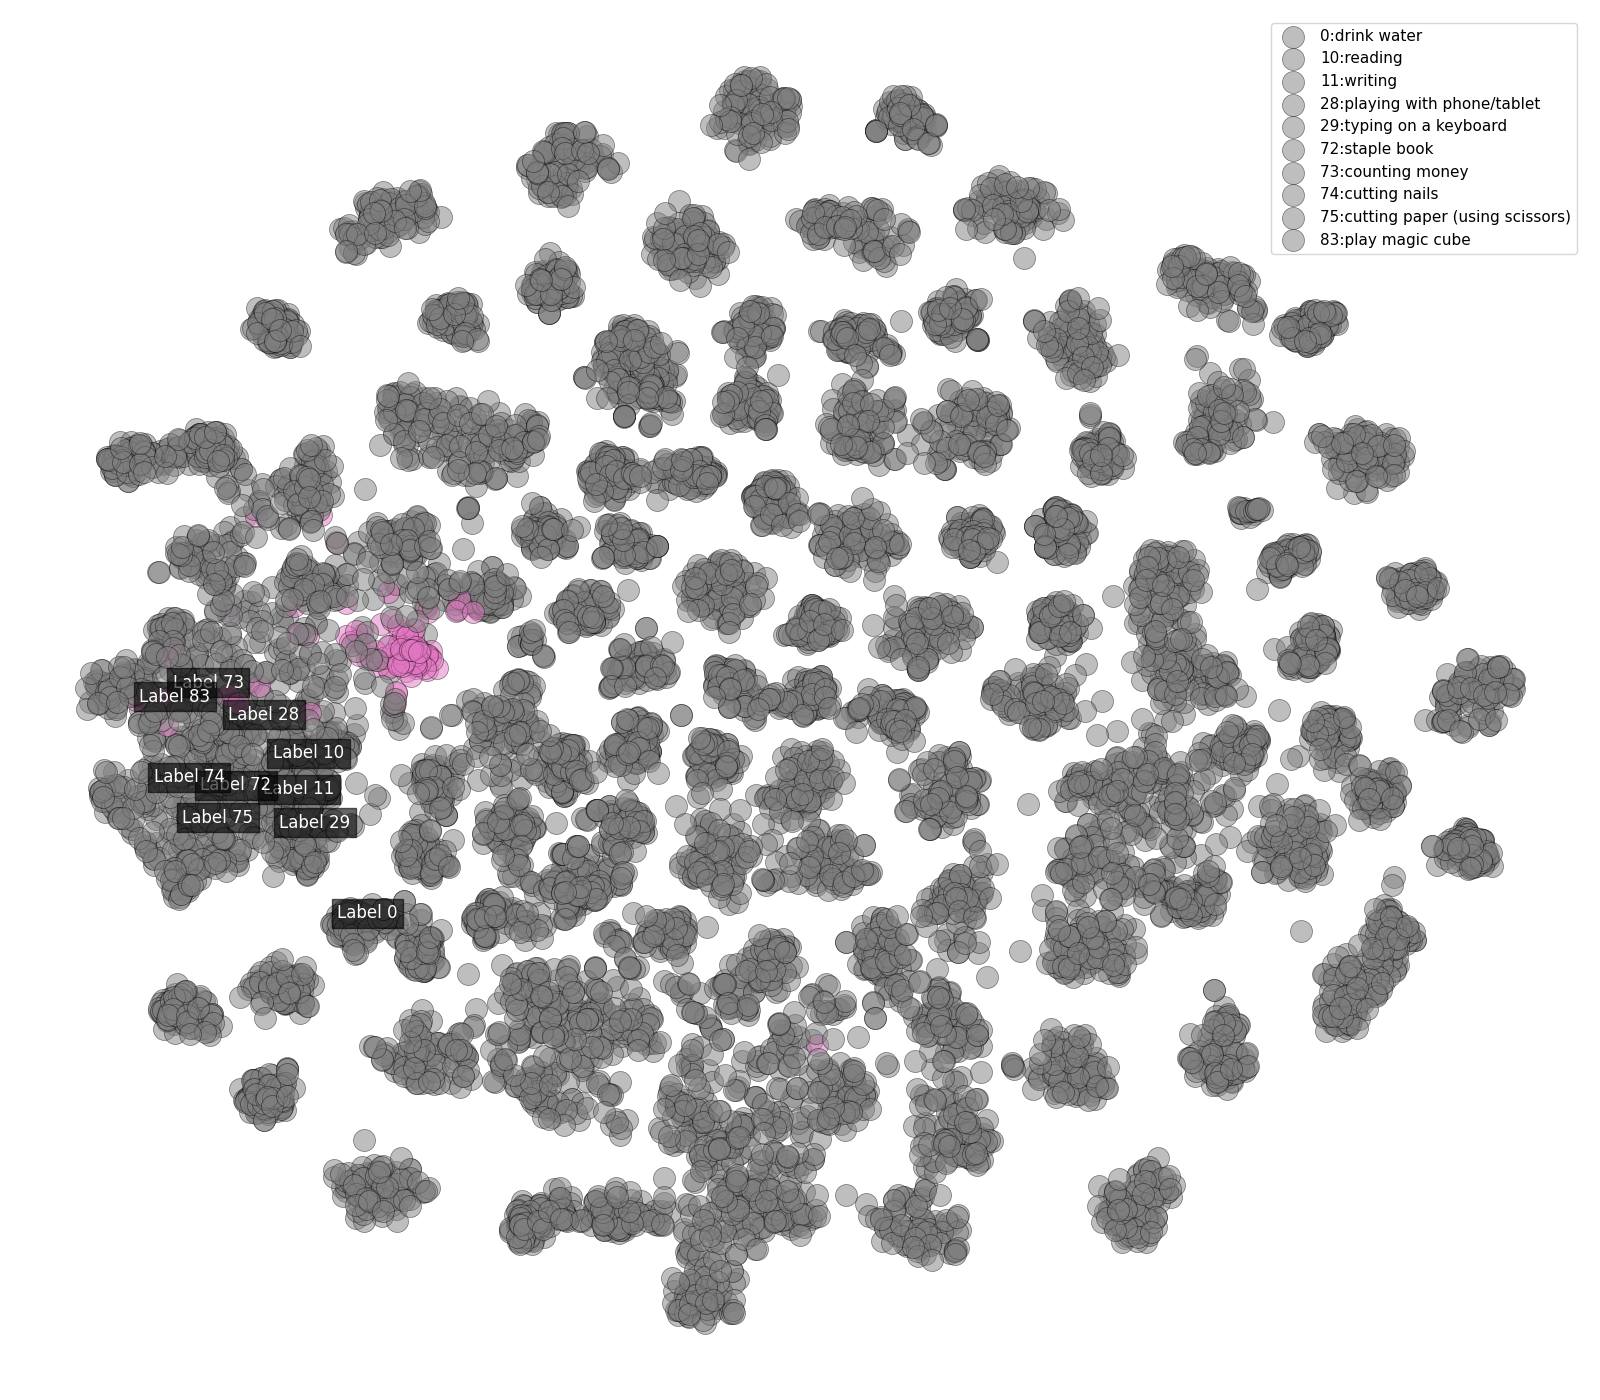 0:drink water
10:reading
11:writing
28:playing with phone/tablet
29:typing on a keyboard
72:staple book
73:counting money
74:cutting nails
75:cutting paper (using scissors)
83:play magic cube
Label 73
Label 83
Label 28
Label 10
Label 74
Label 72
Label 11
Label 75
Label 29
Label 0